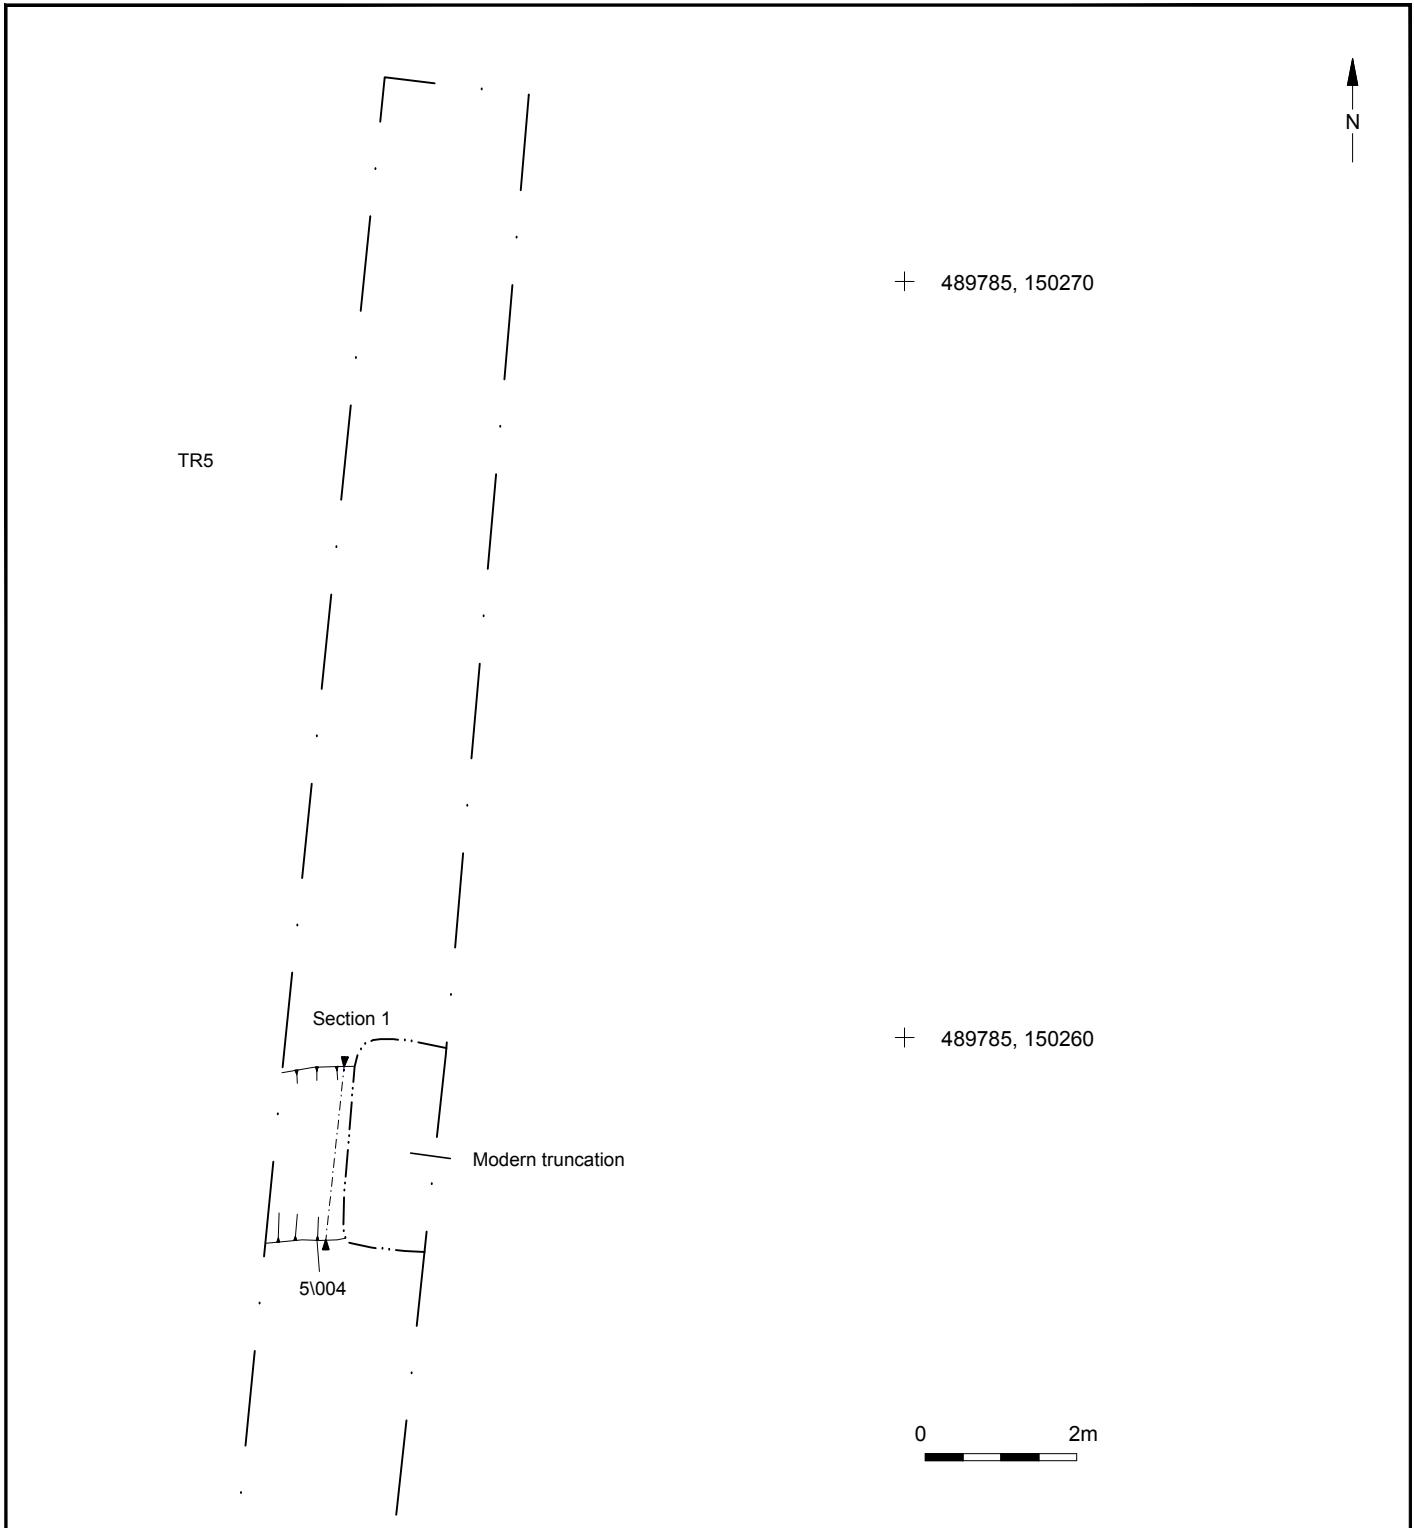 N
489785, 150270
TR5
Section 1
489785, 150260
Modern truncation
5\004
0 2m